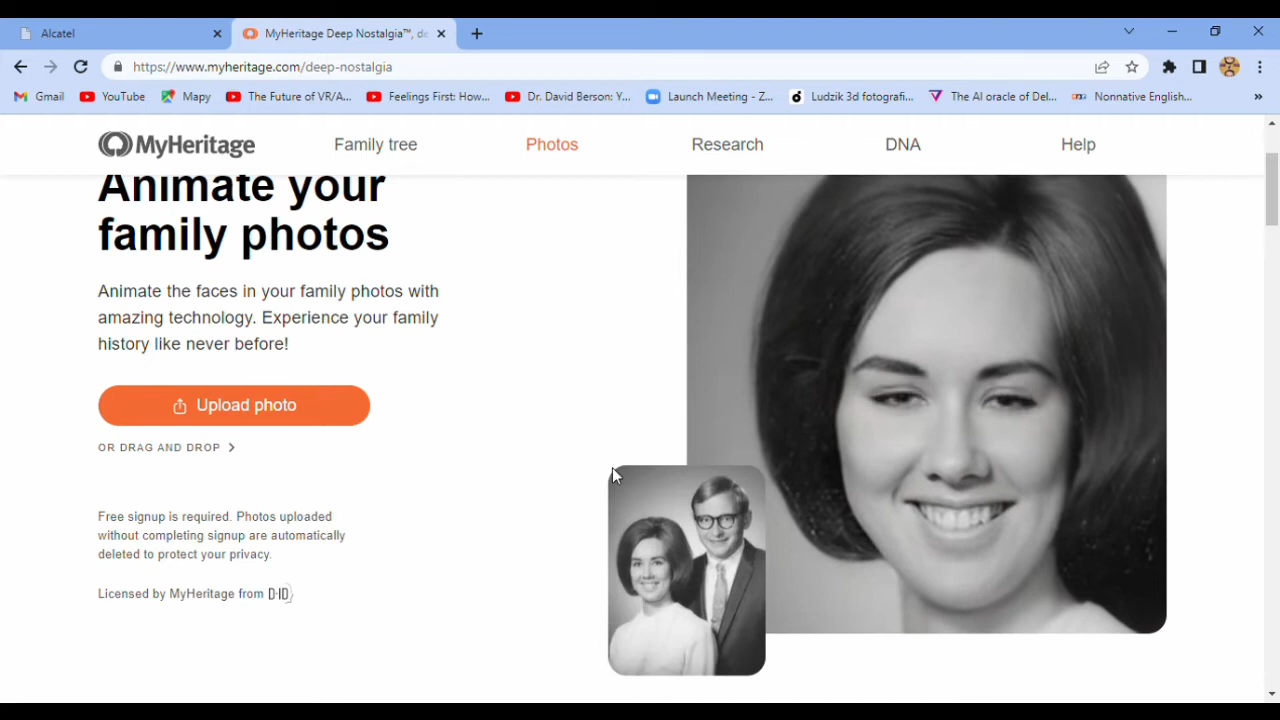 Alcatel
MyHeritage Deep Nostalgia™, de
https://www.myheritage.com/deep-nostalgia
Gmail YouTube Mapy The Future of VR/A... Feelings First: How... Dr. David Berson: Y... Launch Meeting - Z... Ludzik 3d fotografi... The AI oracle of Del... Nonnative English... »
MyHeritage Family tree Photos Research DNA Help
Animate your
family photos
Animate the faces in your family photos with
amazing technology. Experience your family
history like never before!
Upload photo
OR DRAG AND DROP
Free signup is required. Photos uploaded
without completing signup are automatically
deleted to protect your privacy.
Licensed by MyHeritage from D-ID